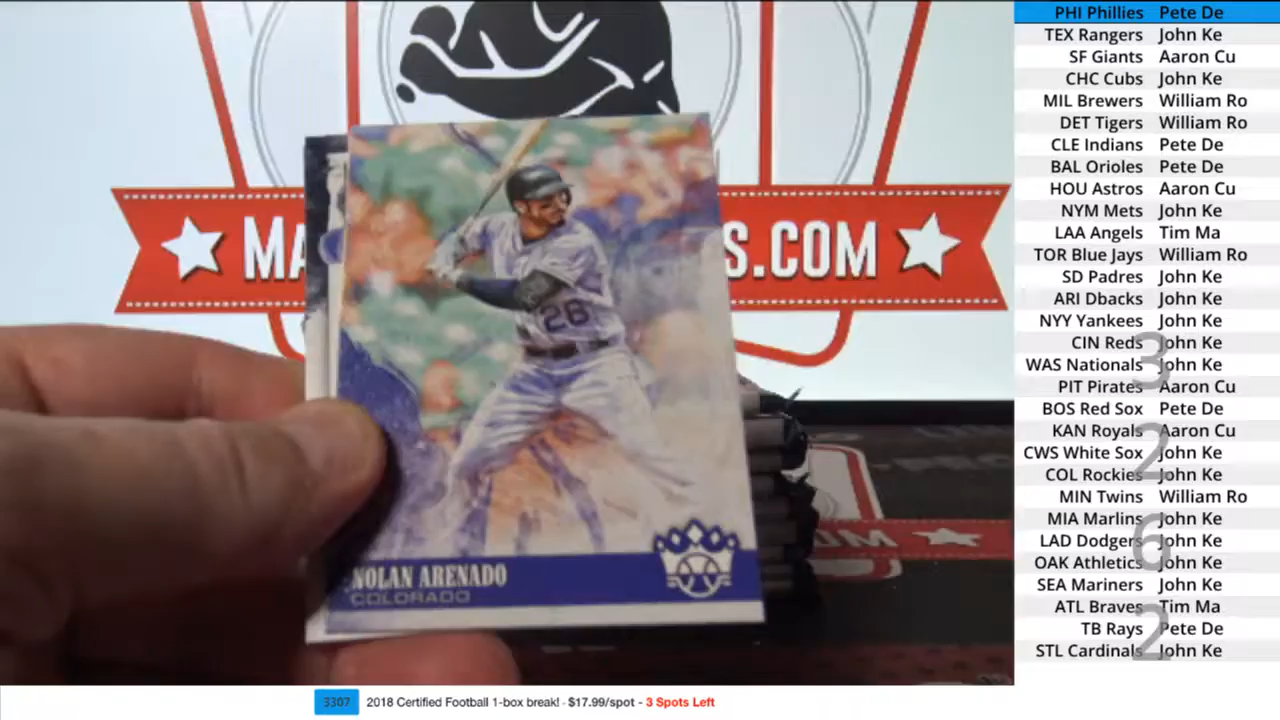 MA
S.COM
26
NOLAN ARENADO
COLORADO
PHI Phillies Pete De
TEX Rangers John Ke
SF Giants Aaron Cu
CHC Cubs John Ke
MIL Brewers William Ro
DET Tigers William Ro
CLE Indians Pete De
BAL Orioles Pete De
HOU Astros Aaron Cu
NYM Mets John Ke
LAA Angels Tim Ma
TOR Blue Jays William Ro
SD Padres John Ke
ARI Dbacks John Ke
NYY Yankees John Ke
CIN Reds John Ke
WAS Nationals John Ke
PIT Pirates Aaron Cu
BOS Red Sox Pete De
KAN Royals Aaron Cu
CWS White Sox John Ke
COL Rockies John Ke
MIN Twins William Ro
MIA Marlins John Ke
LAD Dodgers John Ke
OAK Athletics John Ke
SEA Mariners John Ke
ATL Braves Tim Ma
TB Rays Pete De
STL Cardinals John Ke
3
2
6
2
3307 2018 Certified Football 1-box break! - $17.99/spot - 3 Spots Left